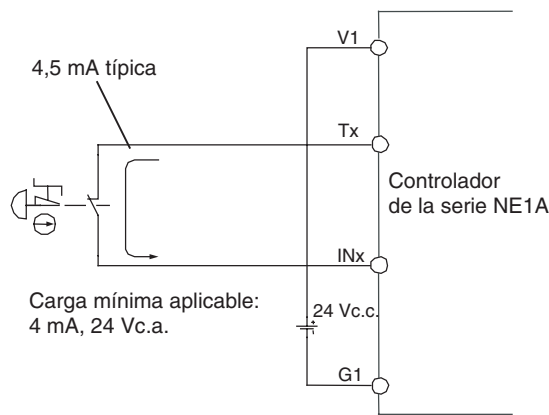 V1
4,5 mA típica
Tx
Controlador
de la serie NE1A
INx
Carga mínima aplicable:
4 mA, 24 Vc.a.
24 Vc.c.
G1